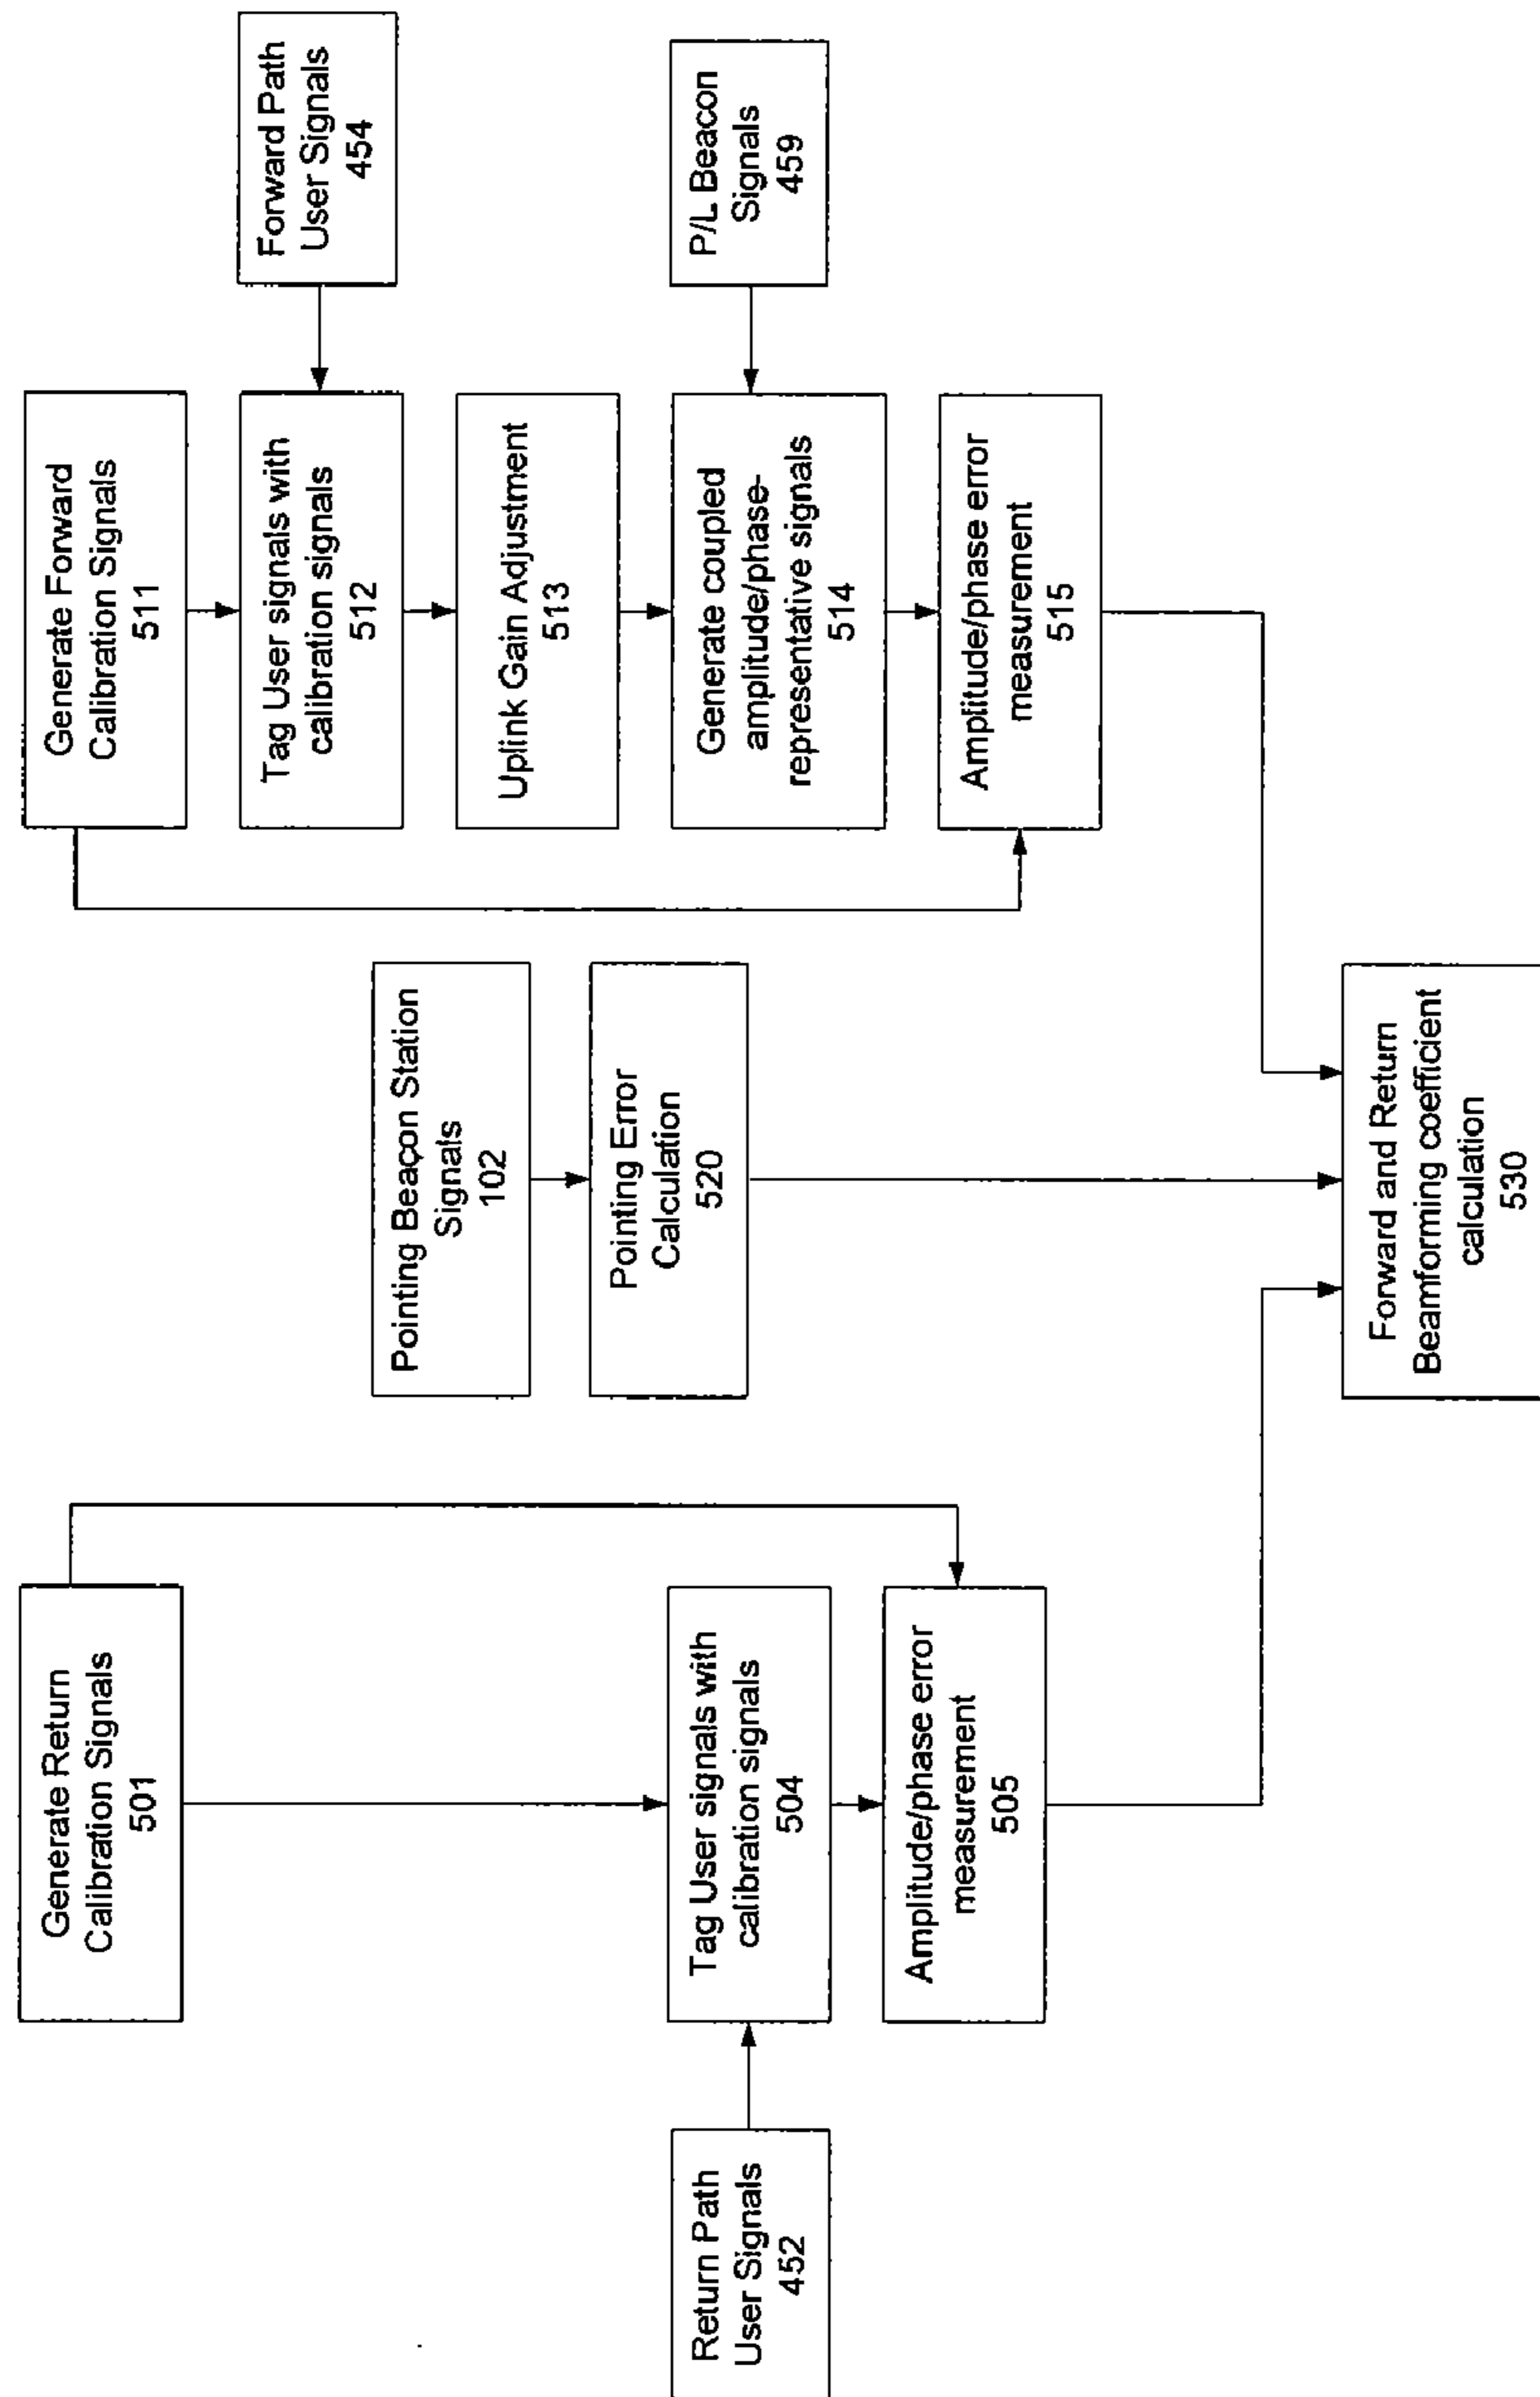 Generate Return
Calibration Signals
501
Return Path
User Signals
452
Tag User signals with
calibration signals
504
Amplitude/phase error
measurement
505
Pointing Beacon Station
Signals
102
Pointing Error
Calculation
520
Generate Forward
Calibration Signals
511
Forward Path
User Signals
454
Tag User signals with
calibration signals
512
Uplink Gain Adjustment
513
P/L Beacon
Signals
459
Generate coupled
amplitude/phase-
representative signals
514
Amplitude/phase error
measurement
515
Forward and Return
Beamforming coefficient
calculation
530